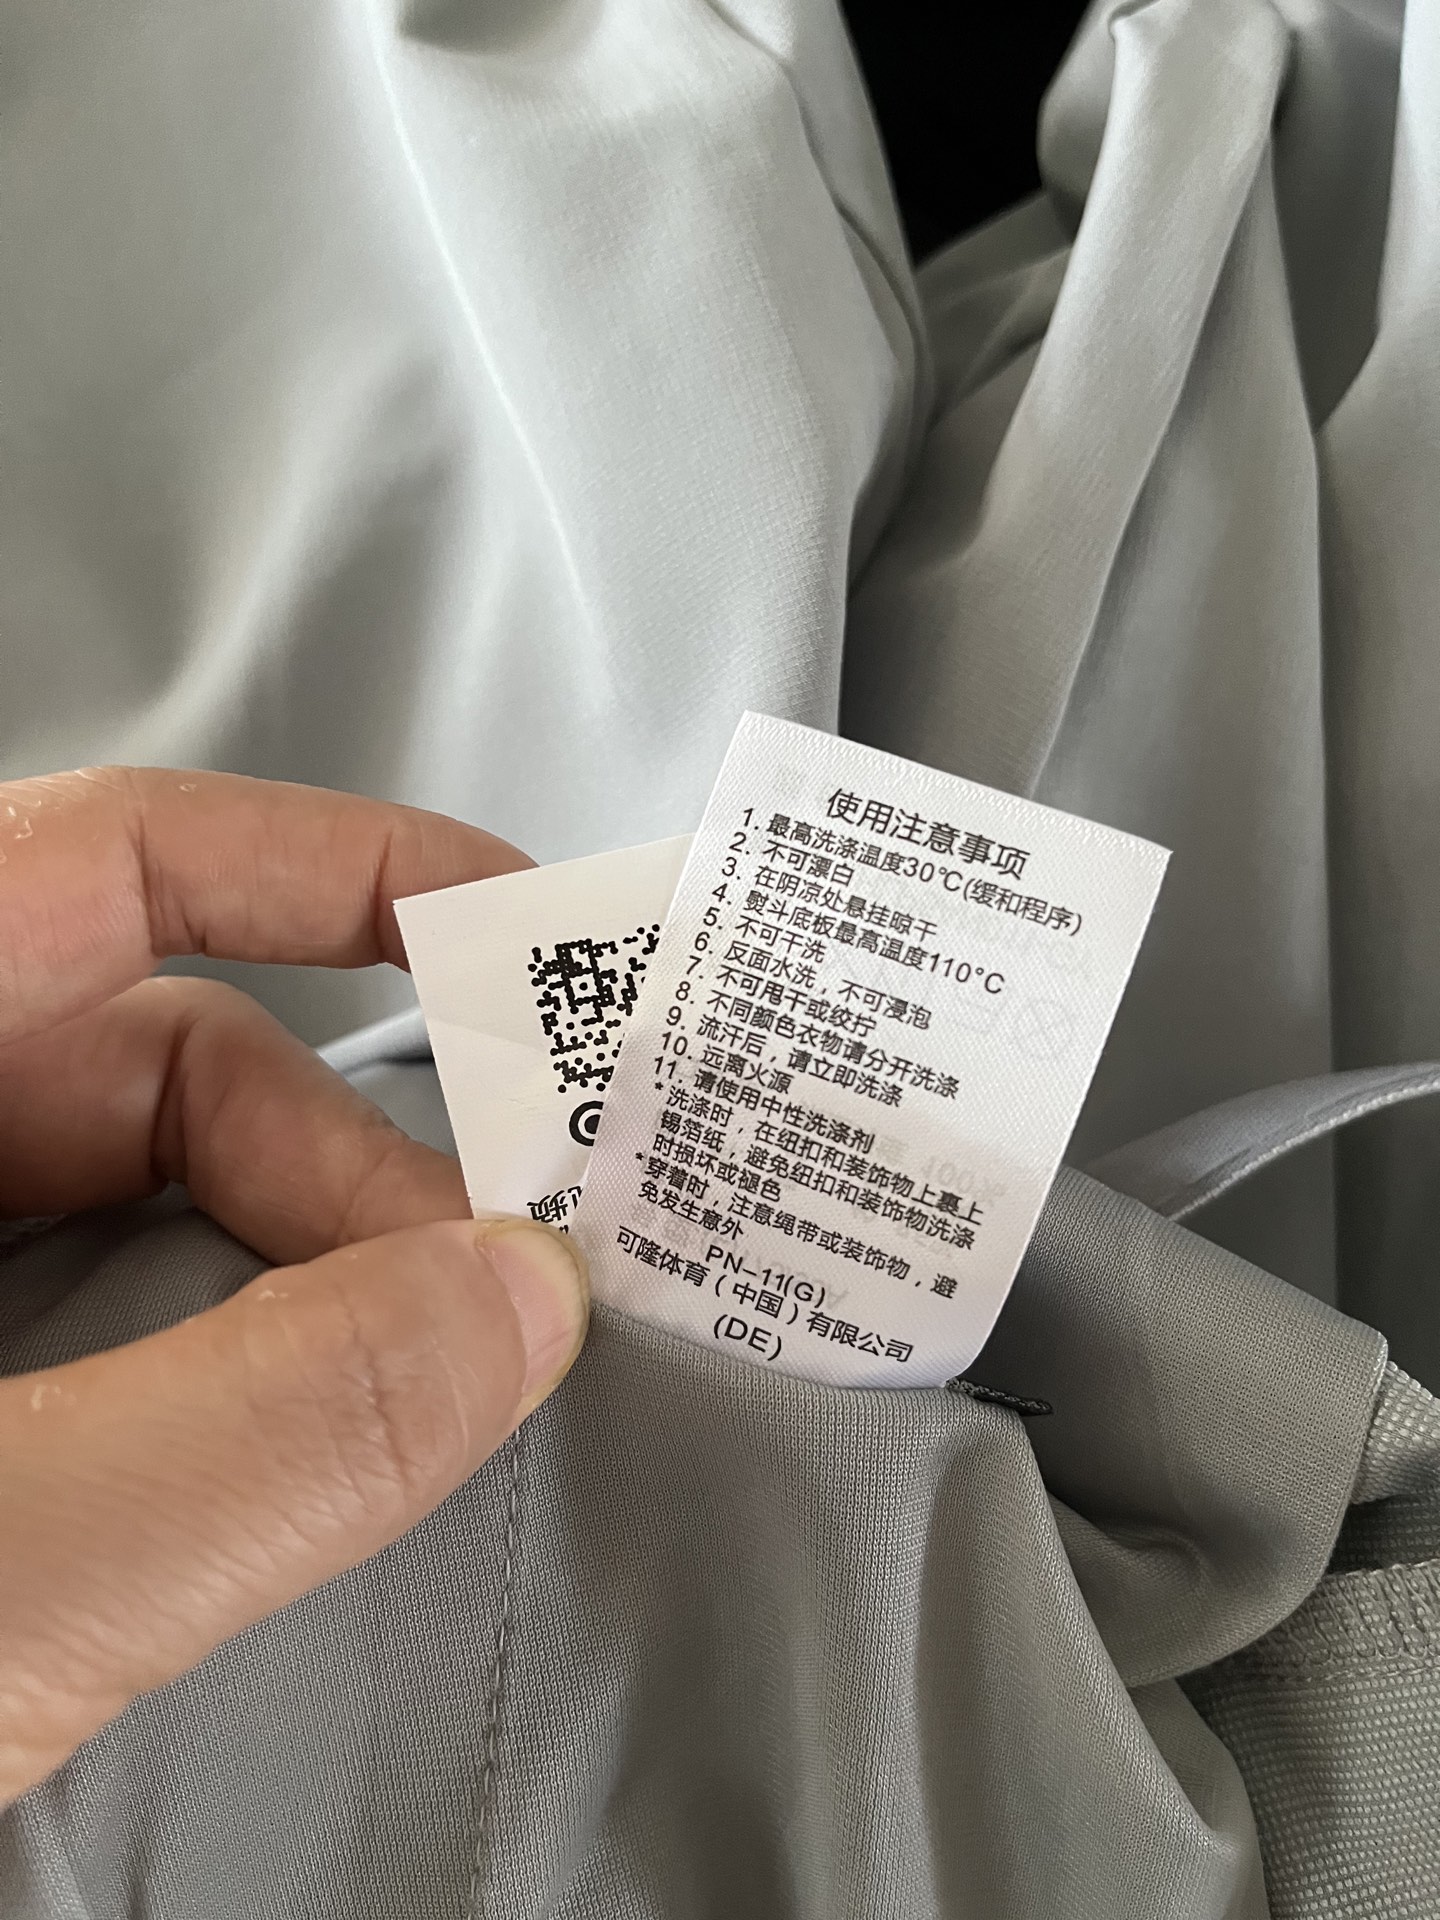 使用注意事项
1. 最高洗涤温度30°C(缓和程序)
2. 不可漂白
3. 在阴凉处悬挂晾干
4. 熨斗底板最高温度110°C
5. 不可干洗
6. 反面水洗，不可浸泡
7. 不可甩干或绞拧
8. 不同颜色衣物请分开洗涤
9. 流汗后，请立即洗涤
10. 远离火源
11. 请使用中性洗涤剂
*洗涤时，在纽扣和装饰物上裹上
锡箔纸，避免纽扣和装饰物洗涤
时损坏或褪色
*穿着时，注意绳带或装饰物，避
免发生意外
PN-11(G)
可隆体育（中国）有限公司
(DE)